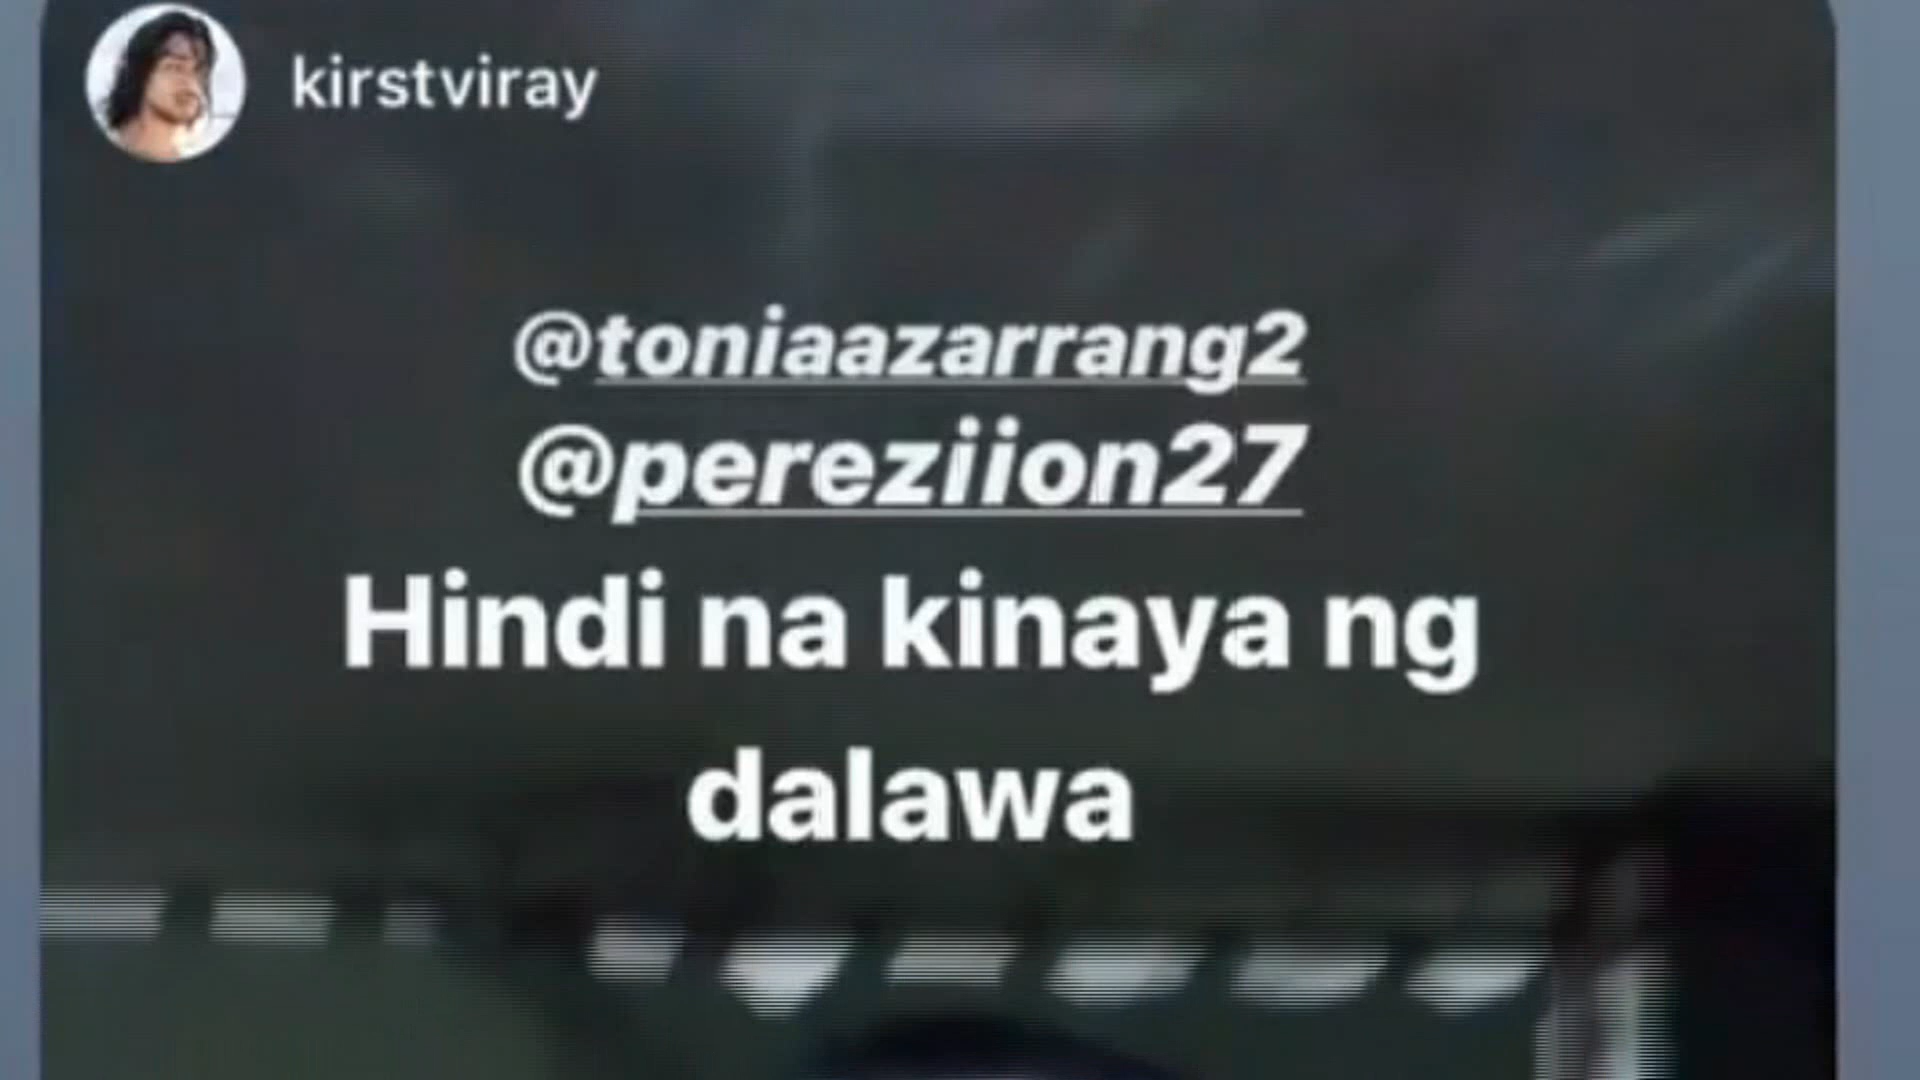 kirstviray
@toniaazarrang2
@pereziion27
Hindi na kinaya ng
dalawa